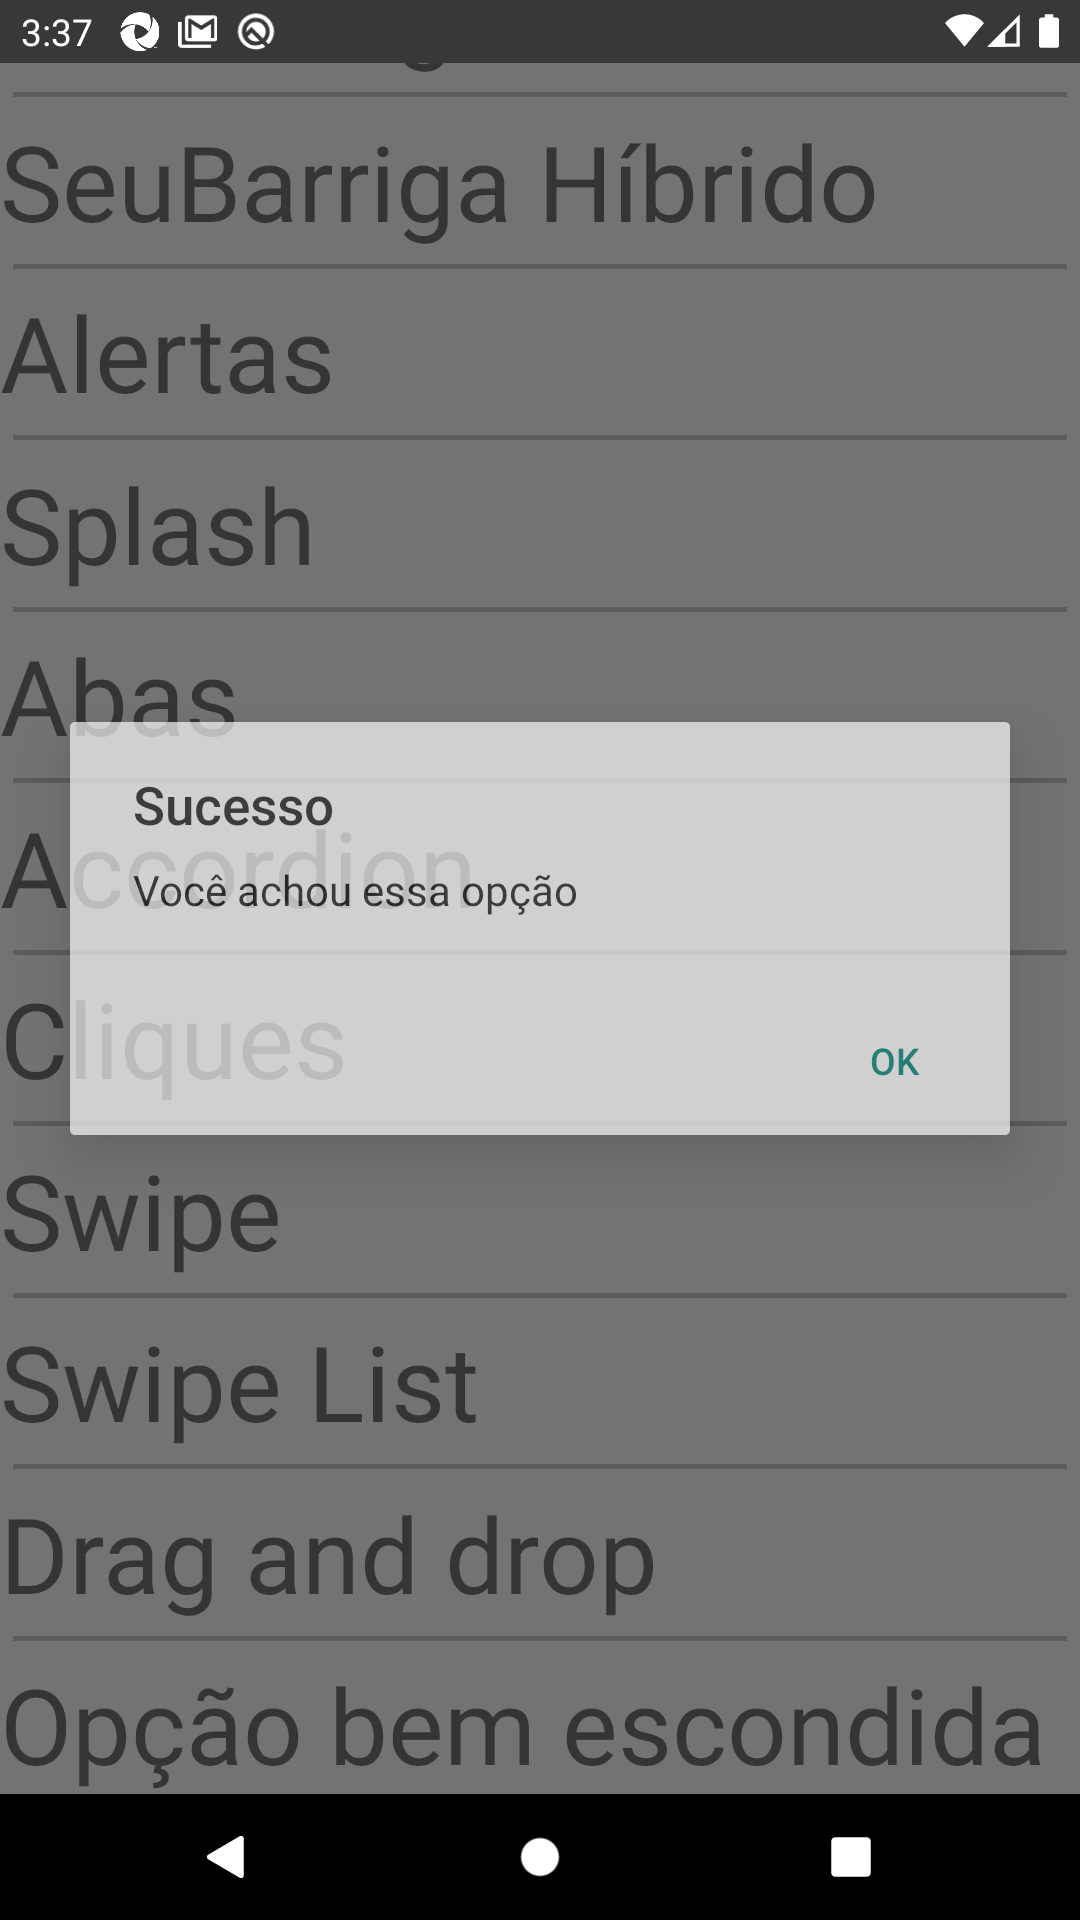 3:37
SeuBarriga Híbrido
Alertas
Splash
Abas
Sucesso
Accordion
Você achou essa opção
Cliques
OK
Swipe
Swipe List
Drag and drop
Opção bem escondida